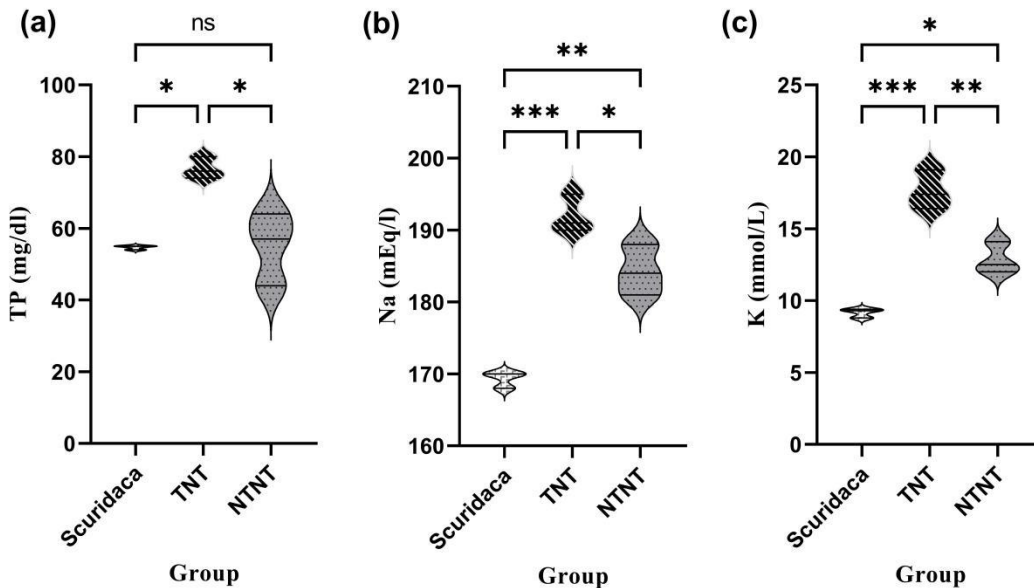 (a)
ns
*
*
100
80
60
40
20
0
TP (mg/dl)
Scuridaca
TNT
NTNT
Group
(b)
**
***
*
210
200
190
180
170
160
Na (mEq/l)
Scuridaca
TNT
NTNT
Group
(c)
*
***
**
25
20
15
10
5
0
K (mmol/L)
Scuridaca
TNT
NTNT
Group